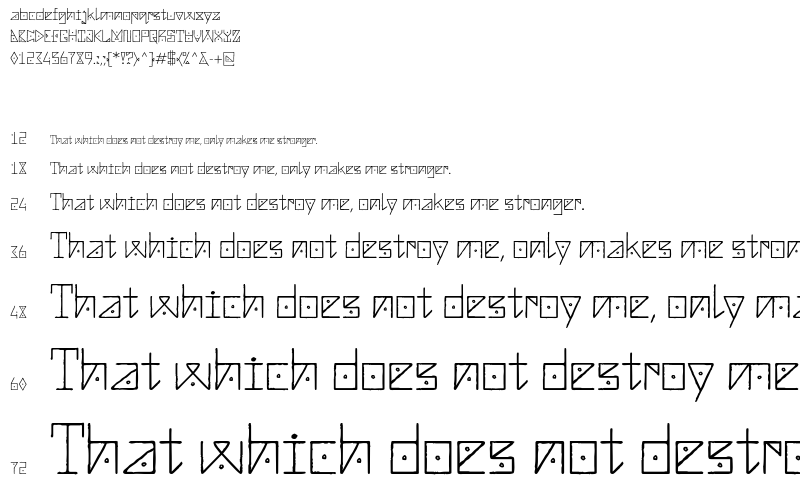 abcdefghijklmnopqrstuvwxyz
ABCDEFGHIJKLMNOPQRSTUVWXYZ
0123456789.:,;(*!?)^}#$(%^&-+@
12 That which does not destroy me, only makes me stronger.
18 That which does not destroy me, only makes me stronger.
24 That which does not destroy me, only makes me stronger.
36 That which does not destroy me, only makes me stron
48 That which does not destroy me, only ma
60 That which does not destroy me
72 That which does not destro